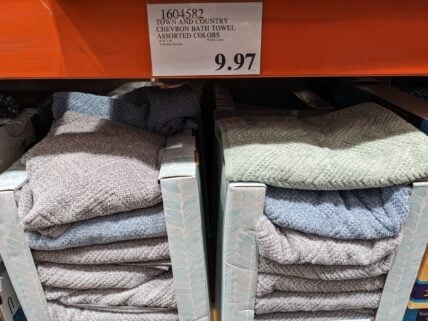 1604582
TOWN AND COUNTRY
CHEVRON BATH TOWEL
ASSORTED COLORS
9.97